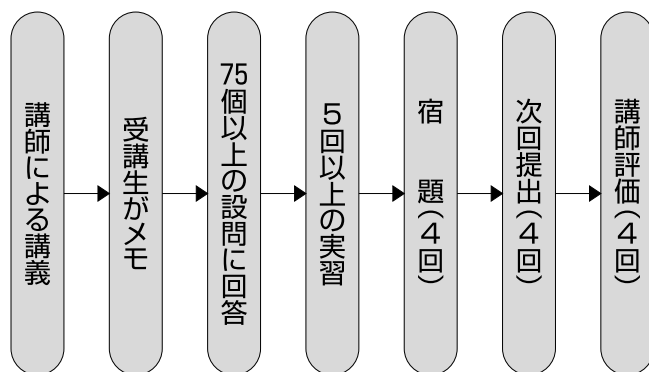 講師による講義
受講生がメモ
75個以上の設問に回答
5回以上の実習
宿題(4回)
次回提出(4回)
講師評価(4回)